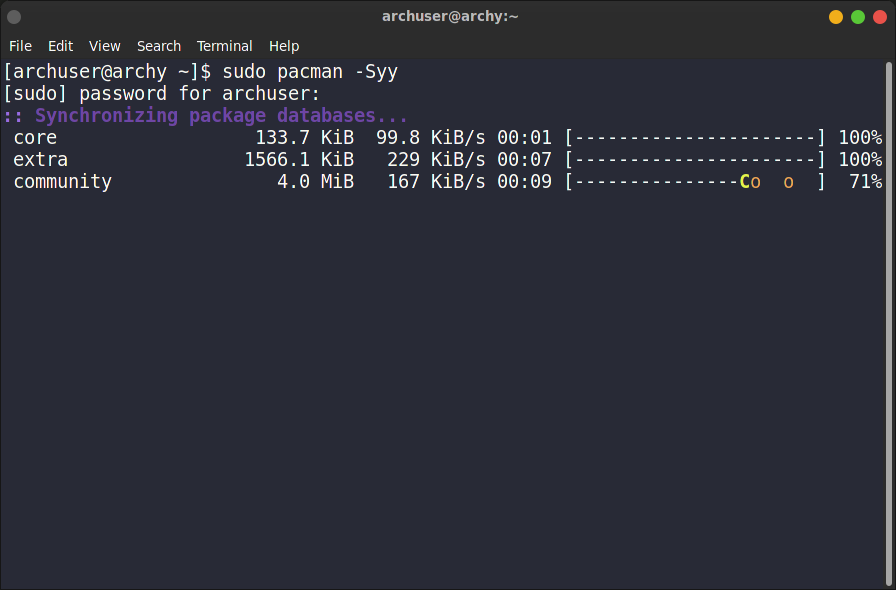 archuser@archy:~
File Edit View Search Terminal Help
[archuser@archy ~]$ sudo pacman -Syy
[sudo] password for archuser:
:: Synchronizing package databases...
core 133.7 KiB 99.8 KiB/s 00:01 [----------------------] 100%
extra 1566.1 KiB 229 KiB/s 00:07 [----------------------] 100%
community 4.0 MiB 167 KiB/s 00:09 [---------------Co  o  ] 71%